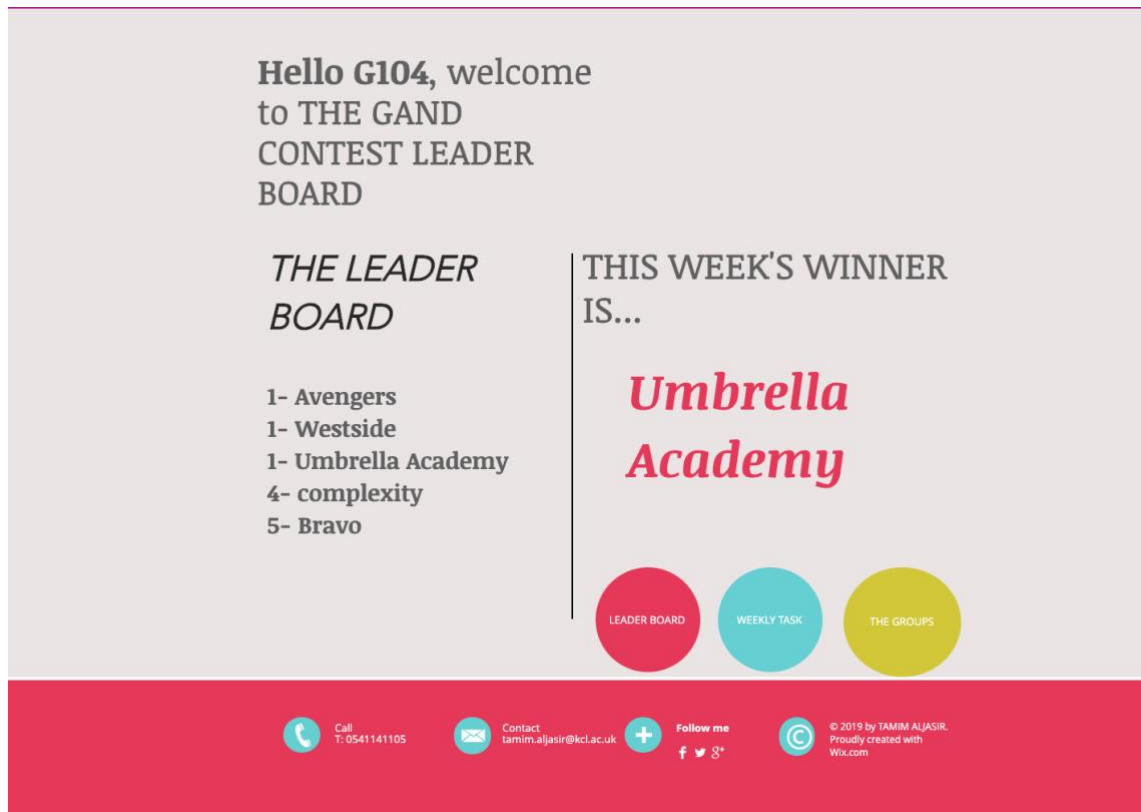 Hello G104, welcome
to THE GAND
CONTEST LEADER
BOARD
THE LEADER
BOARD
1- Avengers
1- Westside
1- Umbrella Academy
4- complexity
5- Bravo
THIS WEEK'S WINNER
IS...
Umbrella
Academy
LEADER BOARD
WEEKLY TASK
THE GROUPS
Call
T: 0541141105
Contact
tamim.aljasir@kcl.ac.uk
Follow me
© 2019 by TAMIM ALJASIR.
Proudly created with
Wix.com